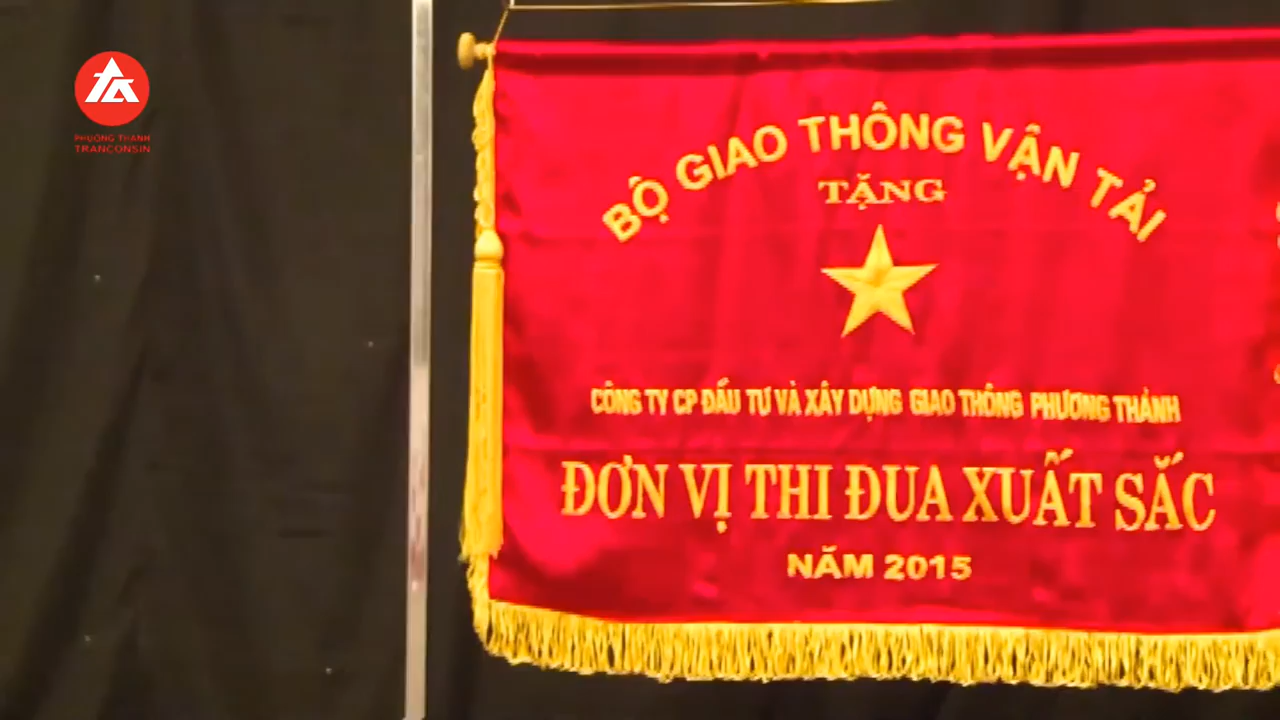 PHƯƠNG THANH
TRANCONSIN
BỘ GIAO THÔNG VẬN TẢI
TẶNG
CÔNG TY CP ĐẦU TƯ VÀ XÂY DỰNG GIAO THÔNG PHƯƠNG THÀNH
ĐƠN VỊ THI ĐUA XUẤT SẮC
NĂM 2015